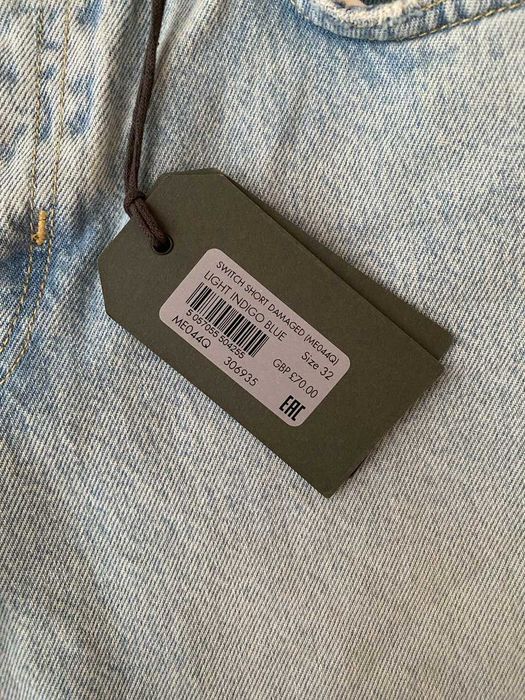 SWITCH SHORT DAMAGED (ME044Q)
LIGHT INDIGO BLUE
Size 32
5 057055 504255
GBP £70.00
ME044Q 306935
EAC